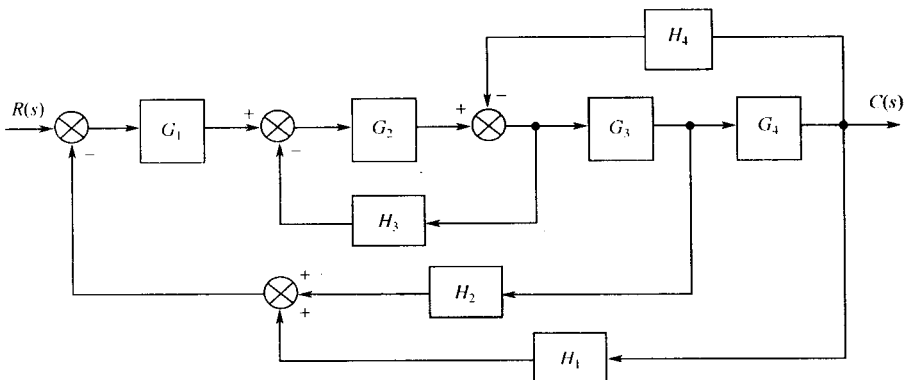 H₄
R(s)
C(s)
−
+
+
G₁
G₂
G₃
G₄
−
−
H₃
+
H₂
+
H₁